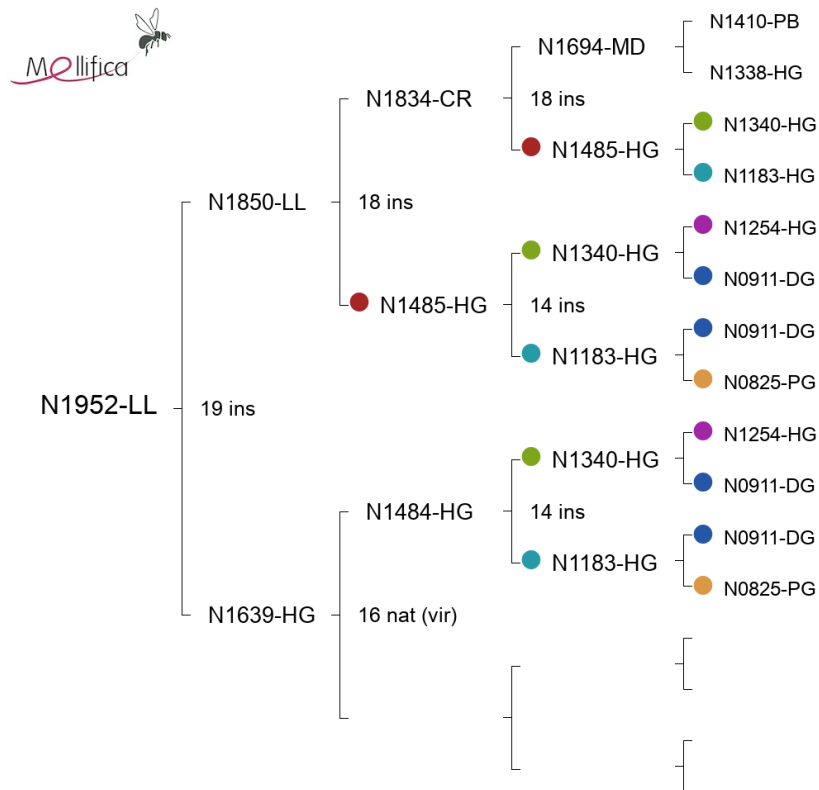 Mellifica
N1410-PB
N1694-MD
N1338-HG
N1834-CR
18 ins
N1340-HG
N1485-HG
N1183-HG
N1850-LL
18 ins
N1254-HG
N1340-HG
N0911-DG
N1485-HG
14 ins
N0911-DG
N1183-HG
N0825-PG
N1952-LL
19 ins
N1254-HG
N1340-HG
N0911-DG
N1484-HG
14 ins
N0911-DG
N1183-HG
N0825-PG
N1639-HG
16 nat (vir)